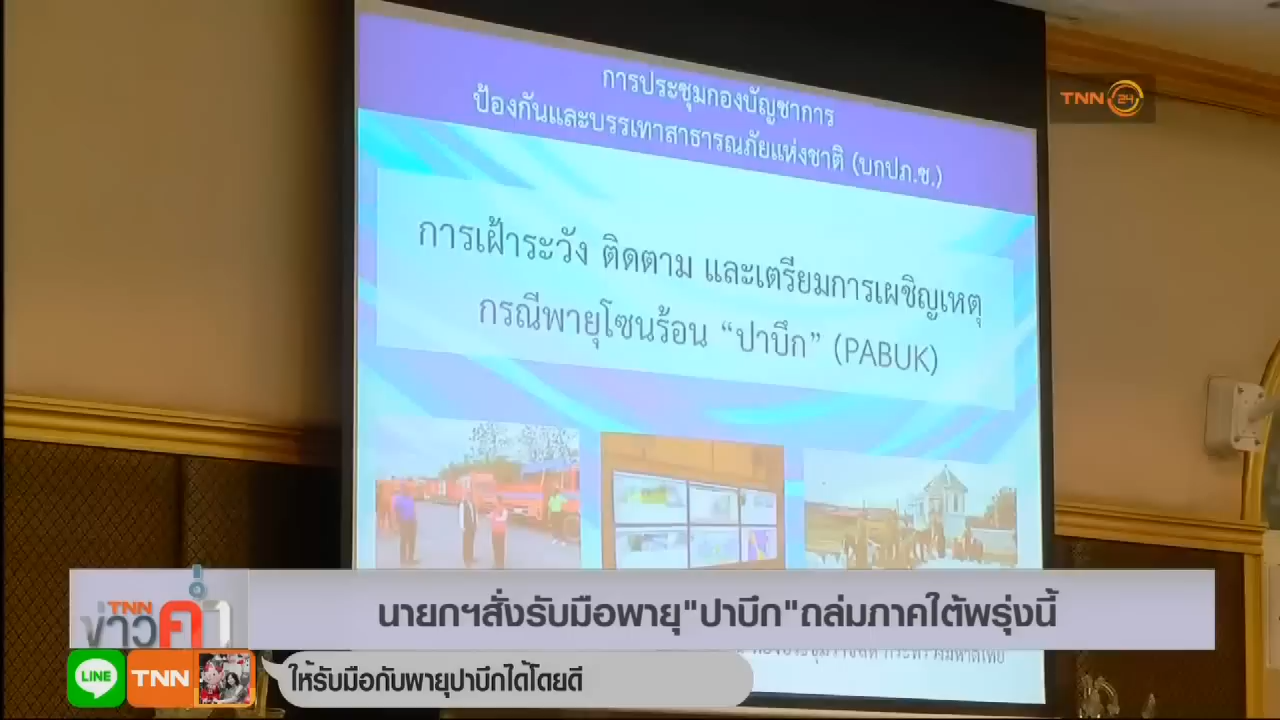 การประชุมกองบัญชาการ
ป้องกันและบรรเทาสาธารณภัยแห่งชาติ (บกปภ.ช.)
TNN 24
การเฝ้าระวัง ติดตาม และเตรียมการเผชิญเหตุ
กรณีพายุโซนร้อน “ปาบึก” (PABUK)
TNN
ข่าวค่ำ
นายกฯสั่งรับมือพายุ"ปาบึก"ถล่มภาคใต้พรุ่งนี้
LINE
TNN
ให้รับมือกับพายุปาบึกได้โดยดี